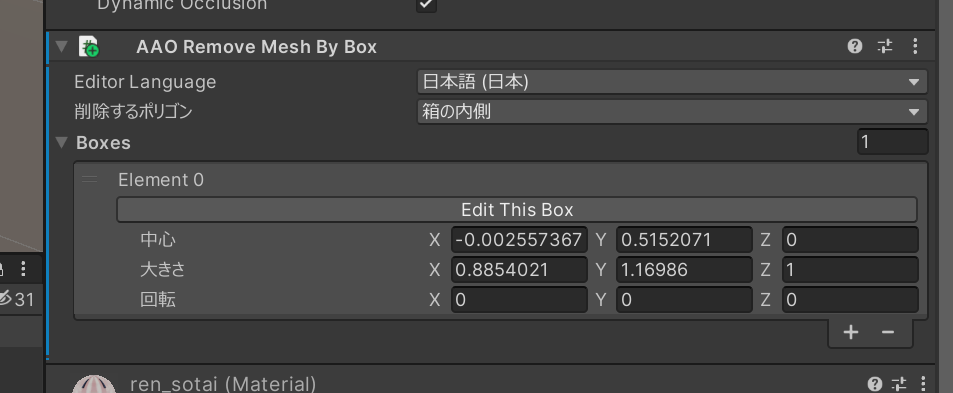 Dynamic Occlusion
AAO Remove Mesh By Box
Editor Language 日本語 (日本)
削除するポリゴン 箱の内側
Boxes 1
Element 0
Edit This Box
中心 X -0.002557367 Y 0.5152071 Z 0
大きさ X 0.8854021 Y 1.16986 Z 1
31
回転 X 0 Y 0 Z 0
ren_sotai (Material)